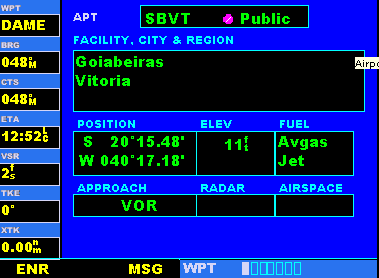 WPT
DAME
BRG
048°M
CTS
048°M
ETA
12:52LC
VSR
2fs
TKE
0°
XTK
0.00nm
APT SBVT Public
FACILITY, CITY & REGION
Goiabeiras
Vitoria
Airpo
POSITION ELEV FUEL
S 20°15.48' 11ft Avgas
W 040°17.18' Jet
APPROACH RADAR AIRSPACE
VOR
ENR MSG WPT